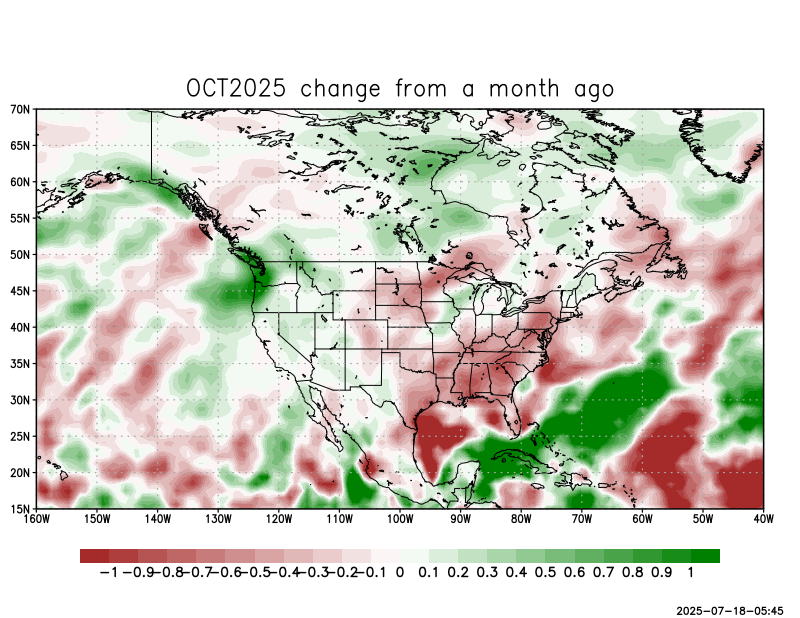 OCT2025 change from a month ago
70N
65N
60N
55N
50N
45N
40N
35N
30N
25N
20N
15N
160W 150W 140W 130W 120W 110W 100W 90W 80W 70W 60W 50W 40W
-1 -0.9 -0.8 -0.7 -0.6 -0.5 -0.4 -0.3 -0.2 -0.1 0 0.1 0.2 0.3 0.4 0.5 0.6 0.7 0.8 0.9 1
2025-07-18-05:45